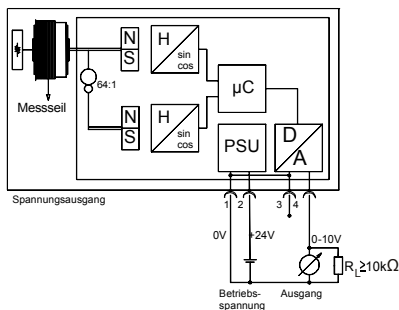 N
S
H
sin
cos
64:1
µC
Messseil
N
S
H
sin
cos
PSU
D
A
Spannungsausgang
1
2
3
4
0V
+24V
0-10V
R_L≥10kΩ
Betriebs-
spannung
Ausgang